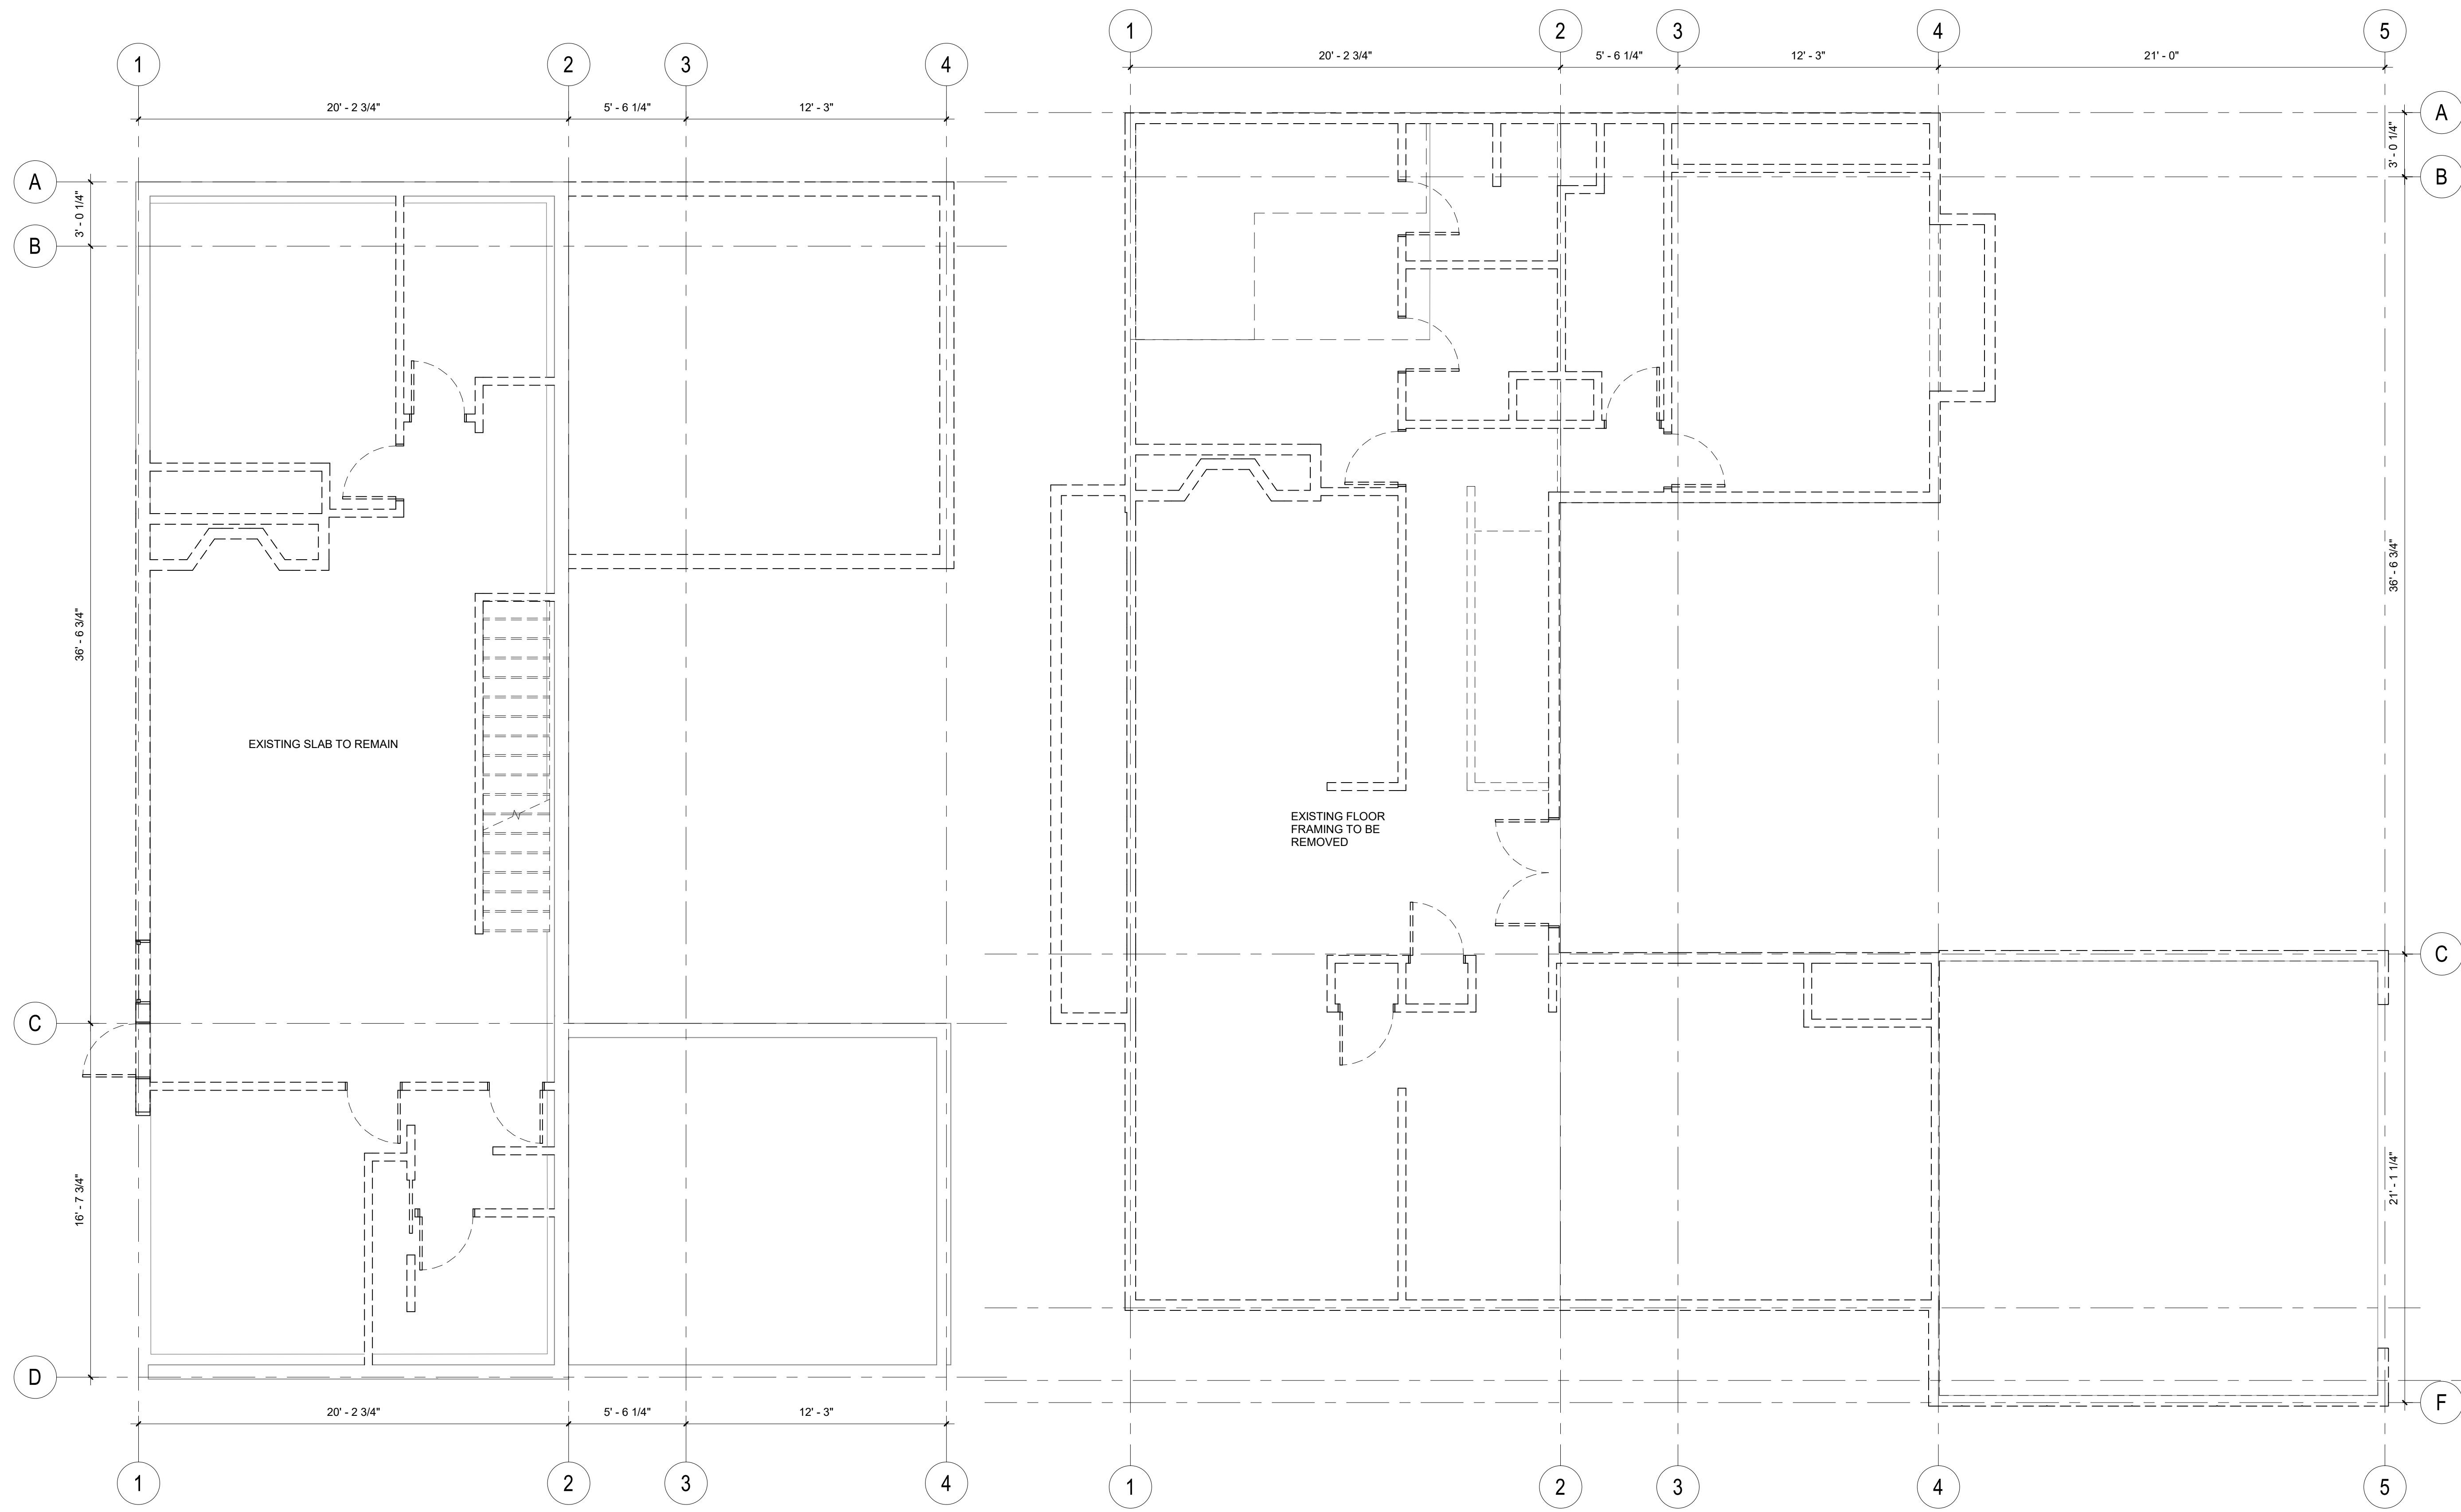 1
2
3
4
20' - 2 3/4"
5' - 6 1/4"
12' - 3"
A
3' - 0 1/4"
B
36' - 6 3/4"
EXISTING SLAB TO REMAIN
C
16' - 7 3/4"
D
20' - 2 3/4"
5' - 6 1/4"
12' - 3"
1
2
3
4
1
2
3
4
5
20' - 2 3/4"
5' - 6 1/4"
12' - 3"
21' - 0"
A
3' - 0 1/4"
B
36' - 6 3/4"
EXISTING FLOOR
FRAMING TO BE
REMOVED
C
21' - 1 1/4"
F
1
2
3
4
5